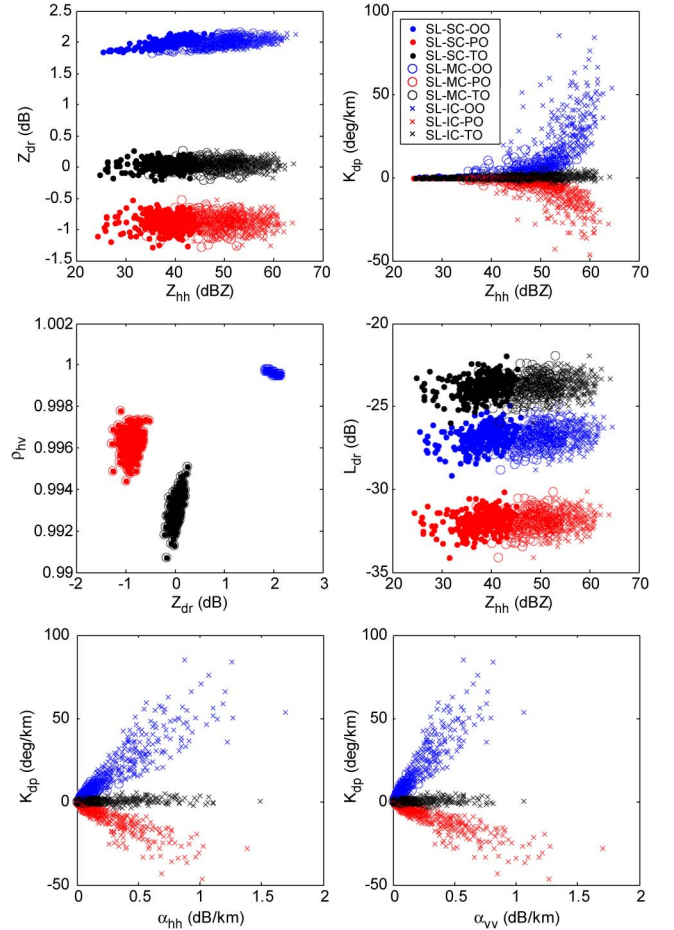 2.5
2
1.5
1
0.5
0
-0.5
-1
-1.5
Z_dr (dB)
20 30 40 50 60 70
Z_hh (dBZ)
100
50
0
-50
K_dp (deg/km)
20 30 40 50 60 70
Z_hh (dBZ)
SL-SC-OO
SL-SC-PO
SL-SC-TO
SL-MC-OO
SL-MC-PO
SL-MC-TO
SL-IC-OO
SL-IC-PO
SL-IC-TO
1.002
1
0.998
0.996
0.994
0.992
0.99
ρ_hv
-2 -1 0 1 2 3
Z_dr (dB)
-20
-25
-30
-35
L_dr (dB)
20 30 40 50 60 70
Z_hh (dBZ)
100
50
0
-50
K_dp (deg/km)
0 0.5 1 1.5 2
α_hh (dB/km)
100
50
0
-50
K_dp (deg/km)
0 0.5 1 1.5 2
α_vv (dB/km)